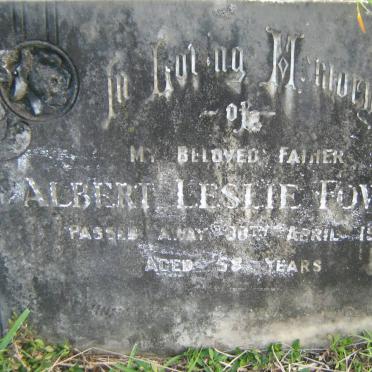 In Loving Memory
of
MY BELOVED FATHER
ALBERT LESLIE
PASSED AWAY 30TH APRIL
AGED 58 YEARS